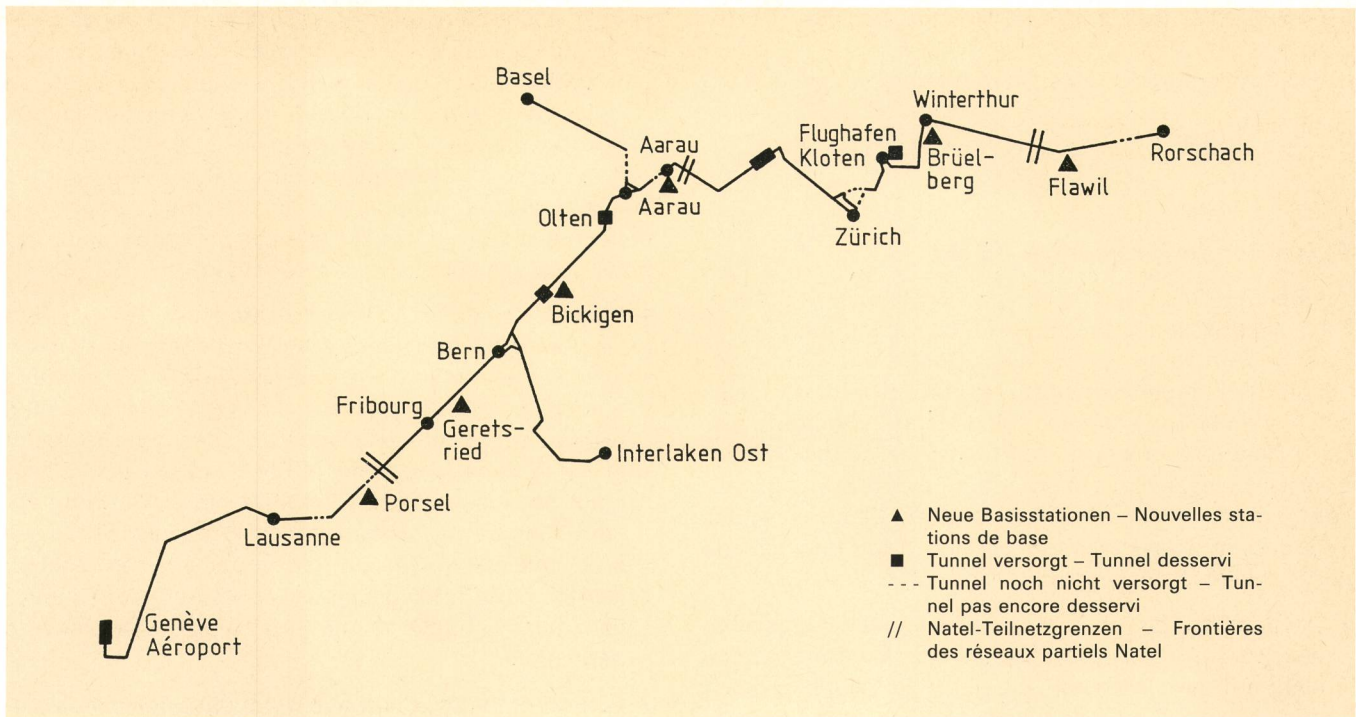 Basel
Winterthur
Aarau
Flughafen
Kloten
Brüel-
berg
Rorschach
Flawil
Aarau
Olten
Zürich
Bickigen
Bern
Fribourg
Gerets-
ried
Interlaken Ost
Porsel
Lausanne
Genève
Aéroport
▲ Neue Basisstationen – Nouvelles sta-
tions de base
■ Tunnel versorgt – Tunnel desservi
--- Tunnel noch nicht versorgt – Tun-
nel pas encore desservi
// Natel-Teilnetzgrenzen – Frontières
des réseaux partiels Natel